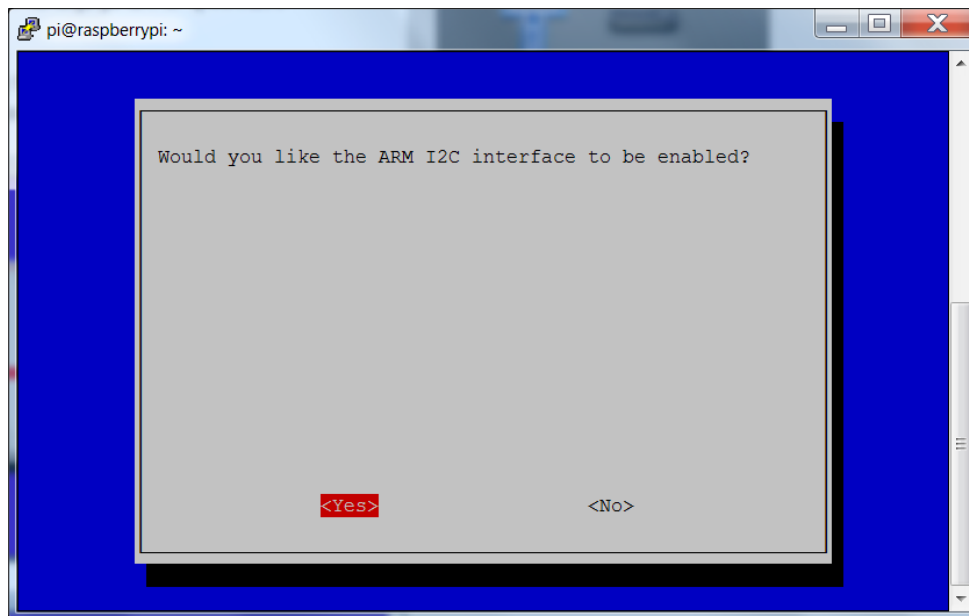 pi@raspberrypi: ~
Would you like the ARM I2C interface to be enabled?
<Yes> <No>